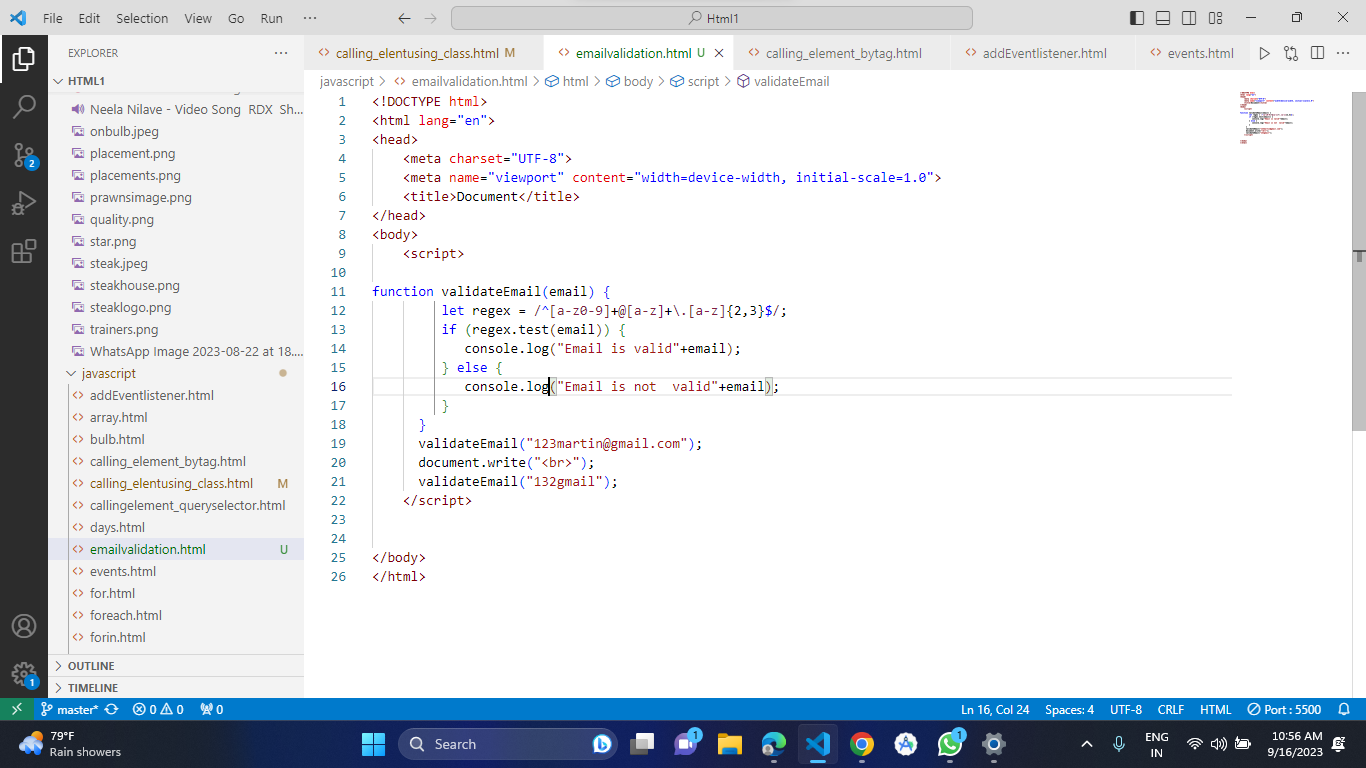 File Edit Selection View Go Run ···
Html1
EXPLORER ···
HTML1
Neela Nilave - Video Song RDX Sh...
onbulb.jpeg
placement.png
placements.png
prawnsimage.png
quality.png
star.png
steak.jpeg
steakhouse.png
steaklogo.png
trainers.png
WhatsApp Image 2023-08-22 at 18....
javascript
addEventlistener.html
array.html
bulb.html
calling_element_bytag.html
calling_elentusing_class.html M
callingelement_queryselector.html
days.html
emailvalidation.html U
events.html
for.html
foreach.html
forin.html
OUTLINE
TIMELINE
2
1
calling_elentusing_class.html M
emailvalidation.html U
calling_element_bytag.html
addEventlistener.html
events.html
javascript > <> emailvalidation.html > html > body > script > validateEmail
1 <!DOCTYPE html>
2 <html lang="en">
3 <head>
4 <meta charset="UTF-8">
5 <meta name="viewport" content="width=device-width, initial-scale=1.0">
6 <title>Document</title>
7 </head>
8 <body>
9 <script>
10
11 function validateEmail(email) {
12 let regex = /^[a-z0-9]+@[a-z]+\.[a-z]{2,3}$/;
13 if (regex.test(email)) {
14 console.log("Email is valid"+email);
15 } else {
16 console.log("Email is not  valid"+email);
17 }
18 }
19 validateEmail("123martin@gmail.com");
20 document.write("<br>");
21 validateEmail("132gmail");
22 </script>
23
24
25 </body>
26 </html>
master* 0 0 0
Ln 16, Col 24 Spaces: 4 UTF-8 CRLF HTML Port : 5500
79°F
Rain showers
Search
1
1
ENG
IN
10:56 AM
9/16/2023